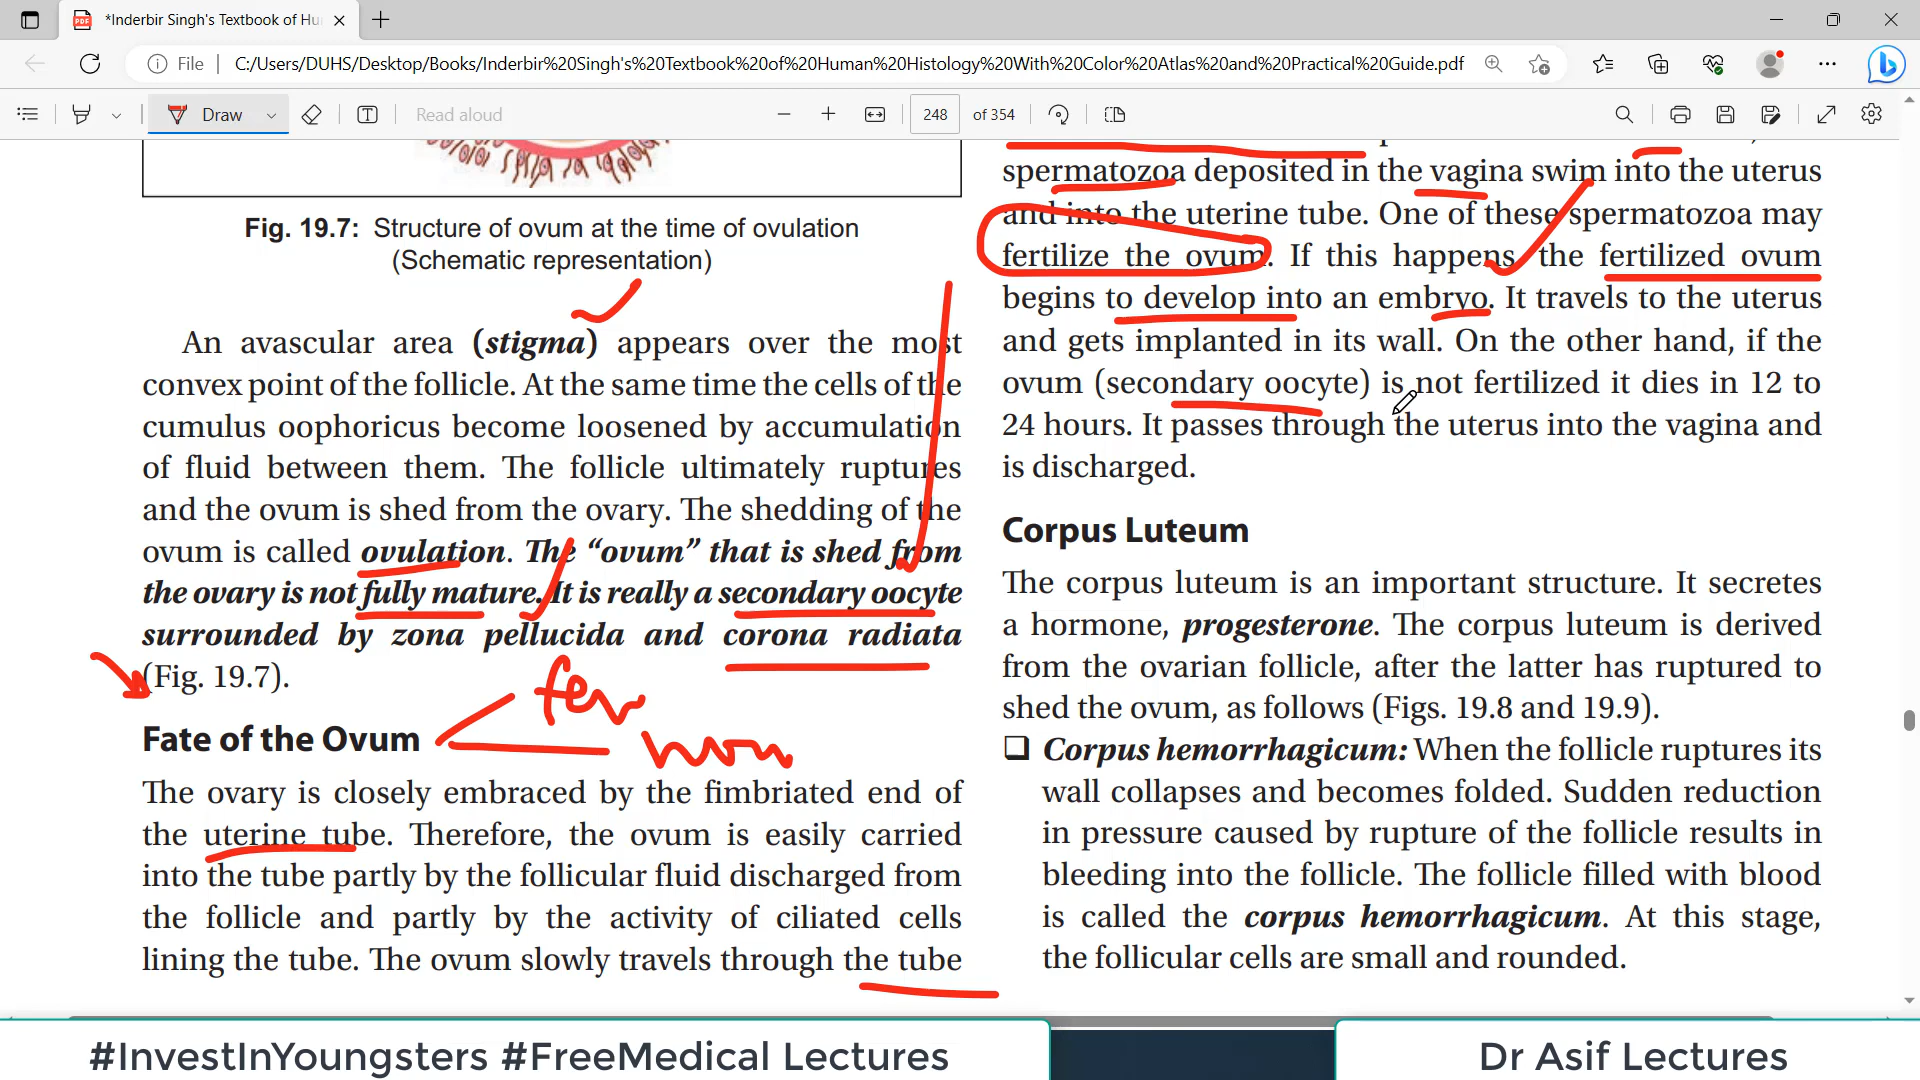 *Inderbir Singh's Textbook of Hu
File
C:/Users/DUHS/Desktop/Books/Inderbir%20Singh's%20Textbook%20of%20Human%20Histology%20With%20Color%20Atlas%20and%20Practical%20Guide.pdf
Draw
Read aloud
248 of 354
Fig. 19.7: Structure of ovum at the time of ovulation
(Schematic representation)
An avascular area (stigma) appears over the most
convex point of the follicle. At the same time the cells of the
cumulus oophoricus become loosened by accumulation
of fluid between them. The follicle ultimately ruptures
and the ovum is shed from the ovary. The shedding of the
ovum is called ovulation. The “ovum” that is shed from
the ovary is not fully mature. It is really a secondary oocyte
surrounded by zona pellucida and corona radiata
(Fig. 19.7).
few
Fate of the Ovum
The ovary is closely embraced by the fimbriated end of
the uterine tube. Therefore, the ovum is easily carried
into the tube partly by the follicular fluid discharged from
the follicle and partly by the activity of ciliated cells
lining the tube. The ovum slowly travels through the tube
spermatozoa deposited in the vagina swim into the uterus
and into the uterine tube. One of these spermatozoa may
fertilize the ovum. If this happens, the fertilized ovum
begins to develop into an embryo. It travels to the uterus
and gets implanted in its wall. On the other hand, if the
ovum (secondary oocyte) is not fertilized it dies in 12 to
24 hours. It passes through the uterus into the vagina and
is discharged.
Corpus Luteum
The corpus luteum is an important structure. It secretes
a hormone, progesterone. The corpus luteum is derived
from the ovarian follicle, after the latter has ruptured to
shed the ovum, as follows (Figs. 19.8 and 19.9).
❑ Corpus hemorrhagicum: When the follicle ruptures its
wall collapses and becomes folded. Sudden reduction
in pressure caused by rupture of the follicle results in
bleeding into the follicle. The follicle filled with blood
is called the corpus hemorrhagicum. At this stage,
the follicular cells are small and rounded.
#InvestInYoungsters #FreeMedical Lectures
Dr Asif Lectures